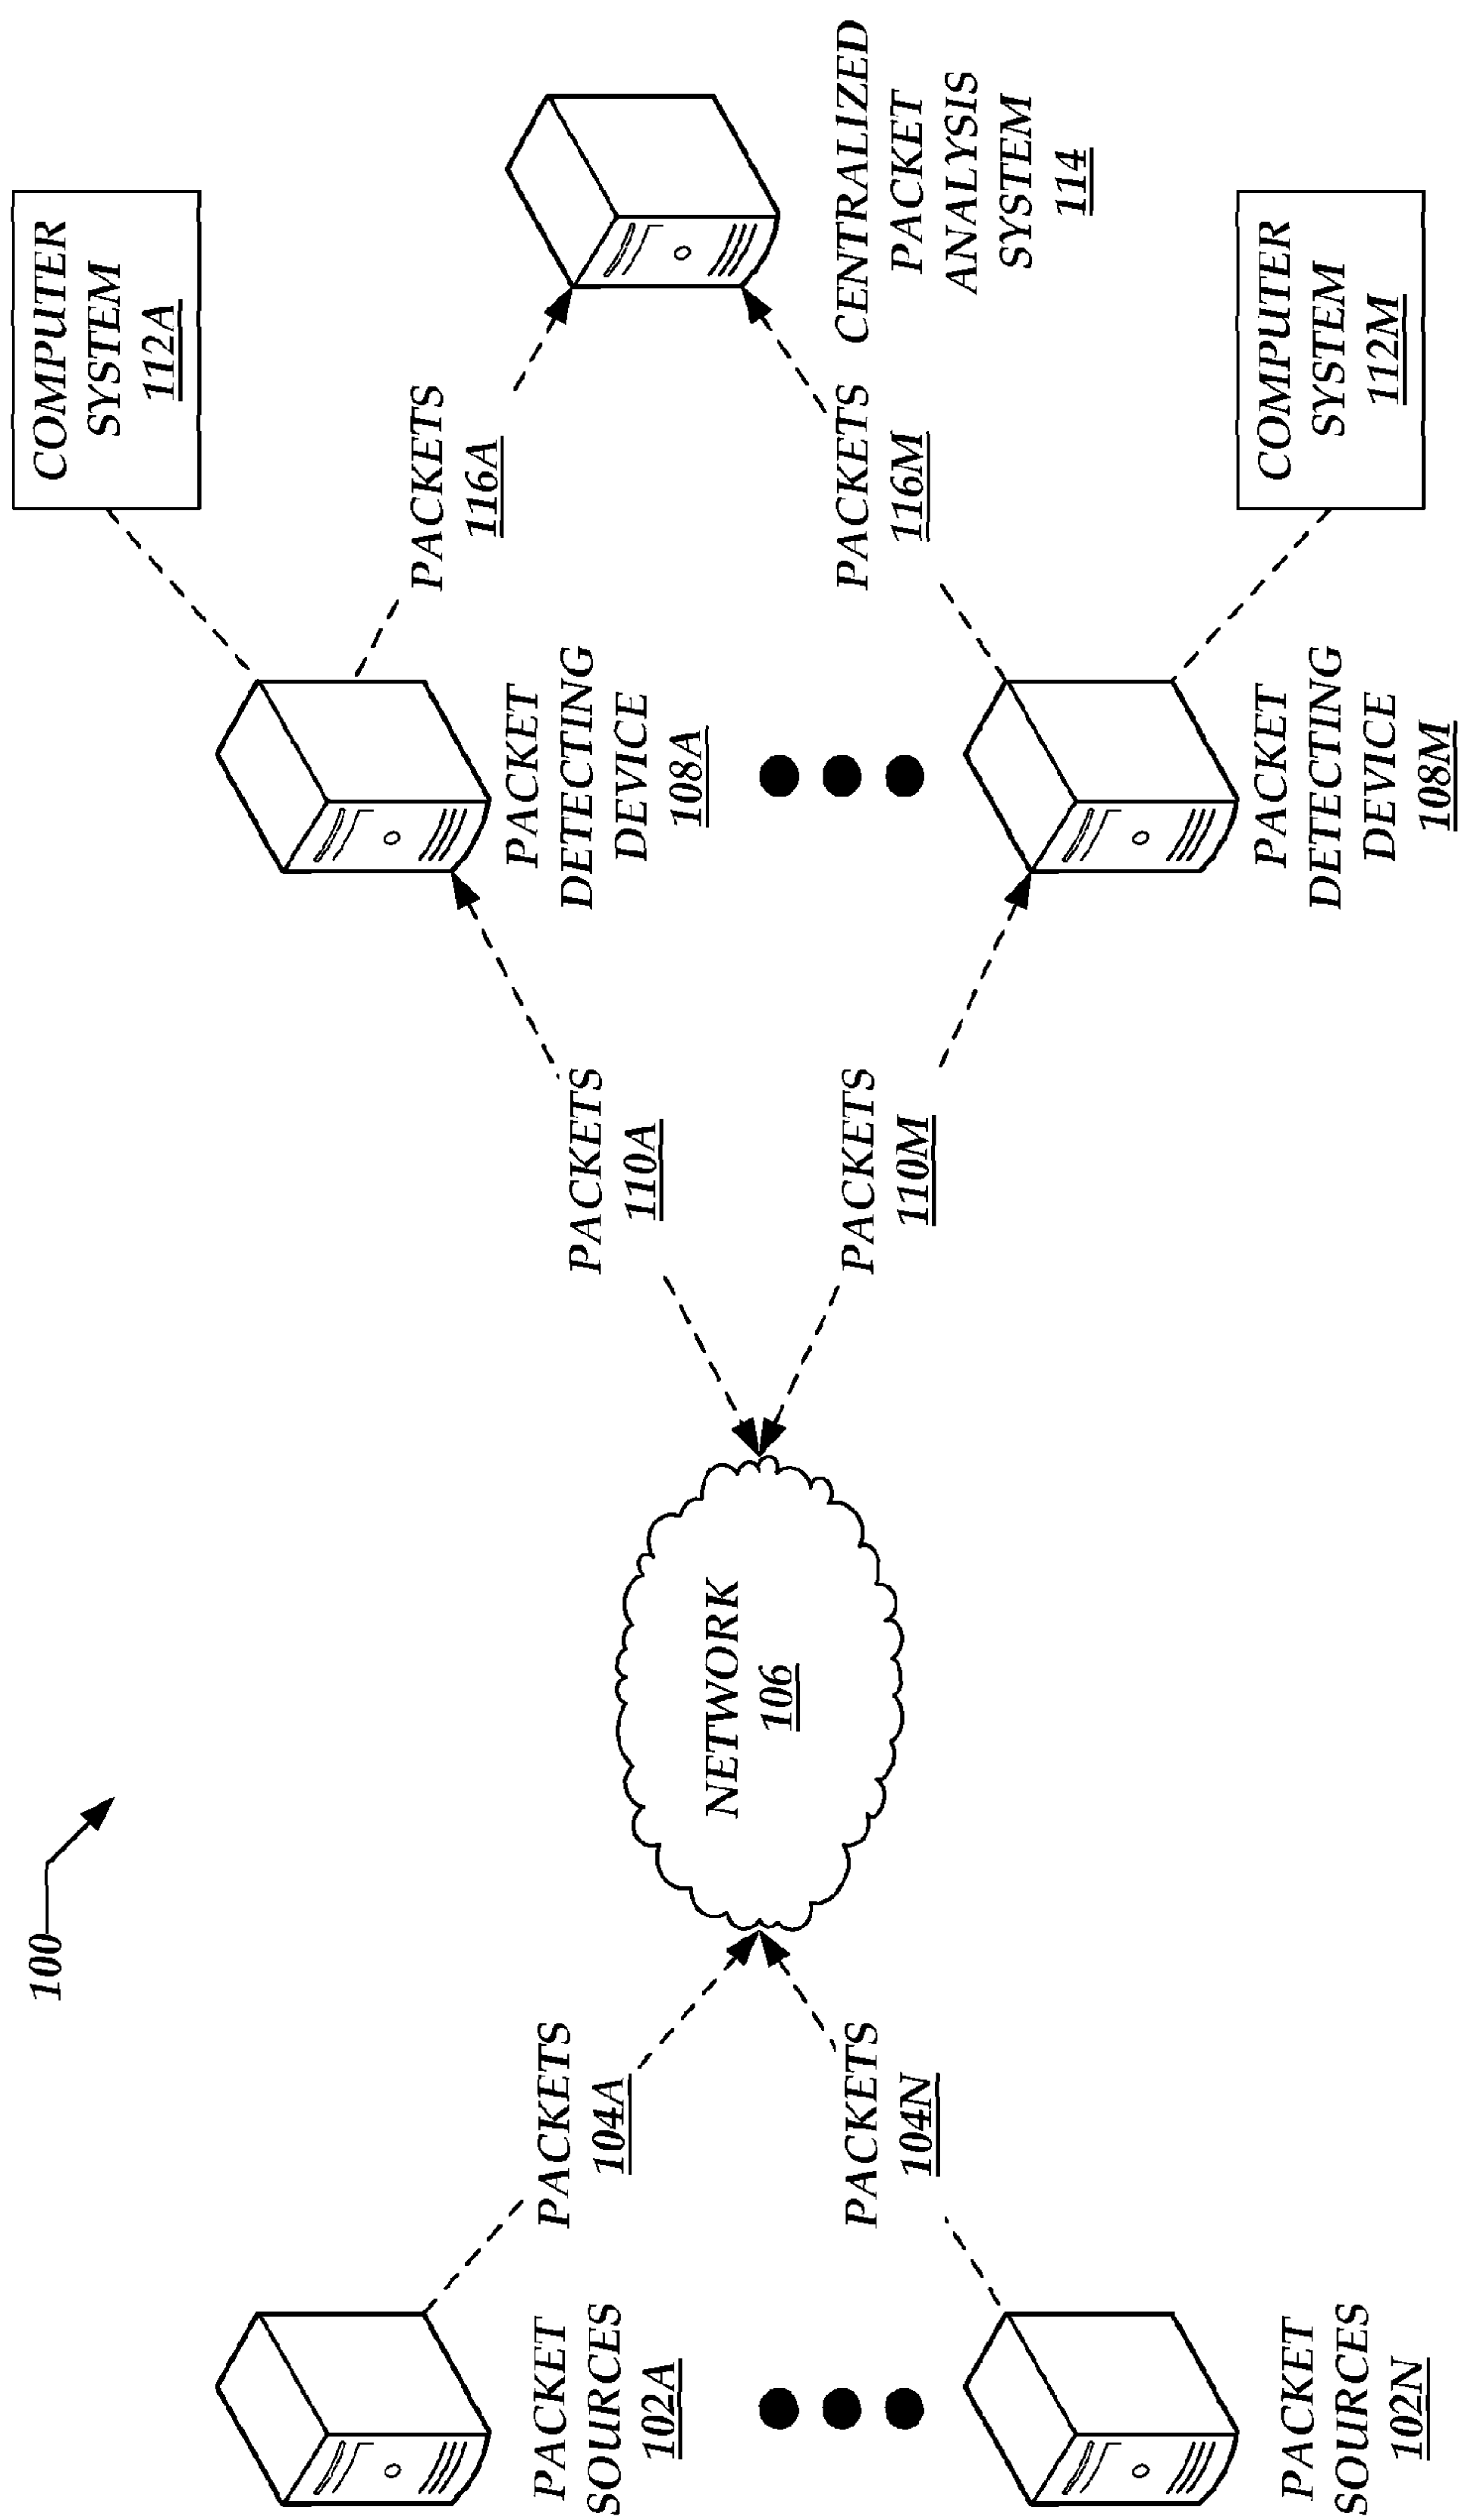 100
PACKET
SOURCES
102A
PACKETS
104A
PACKETS
104N
PACKET
SOURCES
102N
NETWORK
106
PACKETS
110A
PACKETS
110M
PACKET
DETECTING
DEVICE
108A
PACKET
DETECTING
DEVICE
108M
COMPUTER
SYSTEM
112A
PACKETS
116A
PACKETS
116M
CENTRALIZED
PACKET
ANALYSIS
SYSTEM
114
COMPUTER
SYSTEM
112M